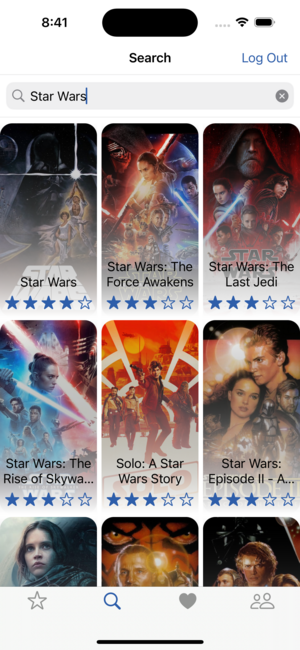 8:41
Search
Log Out
Star Wars
Star Wars
Star Wars: The
Force Awakens
STAR
Star Wars: The
Last Jedi
Star Wars: The
Rise of Skywa...
Solo: A Star
Wars Story
Star Wars:
Episode II - A...